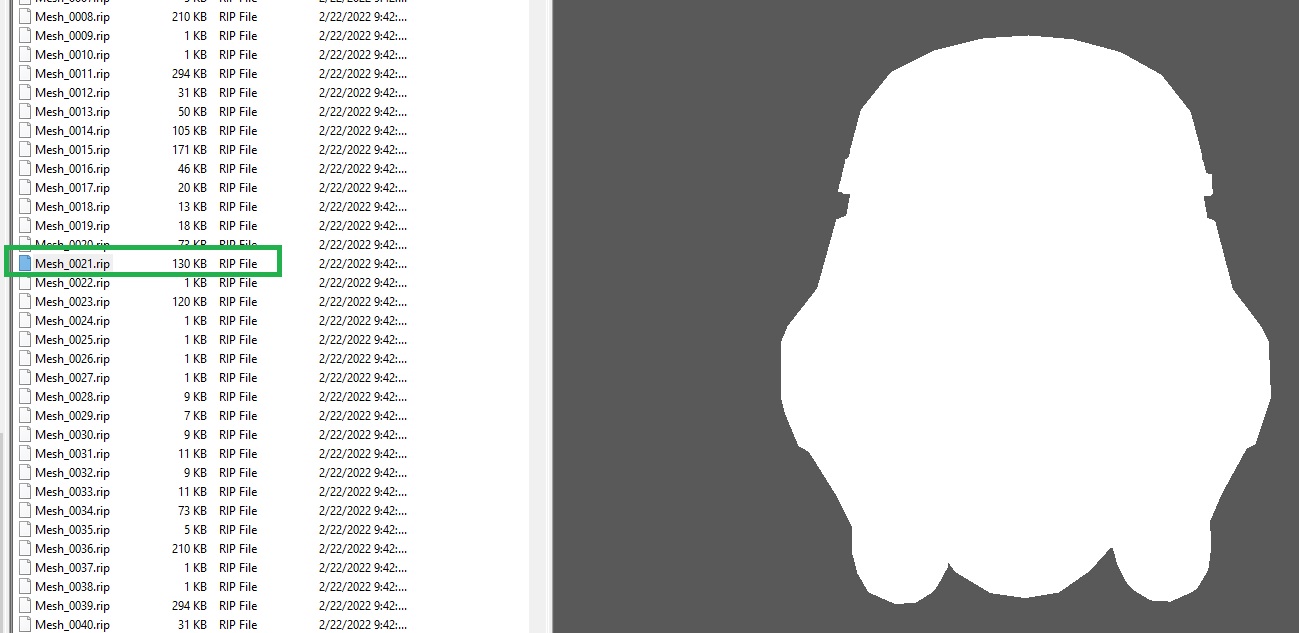 Mesh_0008.rip 210 KB RIP File 2/22/2022 9:42:...
Mesh_0009.rip 1 KB RIP File 2/22/2022 9:42:...
Mesh_0010.rip 1 KB RIP File 2/22/2022 9:42:...
Mesh_0011.rip 294 KB RIP File 2/22/2022 9:42:...
Mesh_0012.rip 31 KB RIP File 2/22/2022 9:42:...
Mesh_0013.rip 50 KB RIP File 2/22/2022 9:42:...
Mesh_0014.rip 105 KB RIP File 2/22/2022 9:42:...
Mesh_0015.rip 171 KB RIP File 2/22/2022 9:42:...
Mesh_0016.rip 46 KB RIP File 2/22/2022 9:42:...
Mesh_0017.rip 20 KB RIP File 2/22/2022 9:42:...
Mesh_0018.rip 13 KB RIP File 2/22/2022 9:42:...
Mesh_0019.rip 18 KB RIP File 2/22/2022 9:42:...
Mesh_0020.rip 73 KB RIP File 2/22/2022 9:42:...
Mesh_0021.rip 130 KB RIP File 2/22/2022 9:42:...
Mesh_0022.rip 1 KB RIP File 2/22/2022 9:42:...
Mesh_0023.rip 120 KB RIP File 2/22/2022 9:42:...
Mesh_0024.rip 1 KB RIP File 2/22/2022 9:42:...
Mesh_0025.rip 1 KB RIP File 2/22/2022 9:42:...
Mesh_0026.rip 1 KB RIP File 2/22/2022 9:42:...
Mesh_0027.rip 1 KB RIP File 2/22/2022 9:42:...
Mesh_0028.rip 9 KB RIP File 2/22/2022 9:42:...
Mesh_0029.rip 7 KB RIP File 2/22/2022 9:42:...
Mesh_0030.rip 9 KB RIP File 2/22/2022 9:42:...
Mesh_0031.rip 11 KB RIP File 2/22/2022 9:42:...
Mesh_0032.rip 9 KB RIP File 2/22/2022 9:42:...
Mesh_0033.rip 11 KB RIP File 2/22/2022 9:42:...
Mesh_0034.rip 73 KB RIP File 2/22/2022 9:42:...
Mesh_0035.rip 5 KB RIP File 2/22/2022 9:42:...
Mesh_0036.rip 210 KB RIP File 2/22/2022 9:42:...
Mesh_0037.rip 1 KB RIP File 2/22/2022 9:42:...
Mesh_0038.rip 1 KB RIP File 2/22/2022 9:42:...
Mesh_0039.rip 294 KB RIP File 2/22/2022 9:42:...
Mesh_0040.rip 31 KB RIP File 2/22/2022 9:42:...